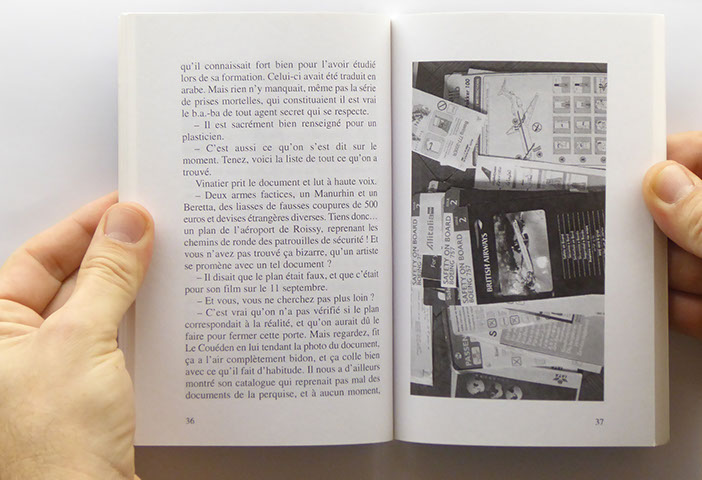 qu'il connaissait fort bien pour l'avoir étudié
lors de sa formation. Celui-ci avait été traduit en
arabe. Mais rien n'y manquait, même pas la série
de prises mortelles, qui constituaient il est vrai
le b.a.-ba de tout agent secret qui se respecte.
– Il est sacrément bien renseigné pour un
plasticien.
– C'est aussi ce qu'on s'est dit sur le
moment. Tenez, voici la liste de tout ce qu'on a
trouvé.
Vinatier prit le document et lut à haute voix.
– Deux armes factices, un Manurhin et un
Beretta, des liasses de fausses coupures de 500
euros et devises étrangères diverses. Tiens donc...
un plan de l'aéroport de Roissy, reprenant les
chemins de ronde des patrouilles de sécurité ! Et
vous n'avez pas trouvé ça bizarre, qu'un artiste
se promène avec un tel document ?
– Il disait que le plan était faux, et que c'était
pour son film sur le 11 septembre.
– Et vous, vous ne cherchez pas plus loin ?
– C'est vrai qu'on n'a pas vérifié si le plan
correspondait à la réalité, et qu'on aurait dû le
faire pour fermer cette porte. Mais regardez, fit
Le Couéden en lui tendant la photo du document,
ça a l'air complètement bidon, et ça colle bien
avec ce qu'il fait d'habitude. Il nous a d'ailleurs
montré son catalogue qui reprenait pas mal des
documents de la perquise, et à aucun moment,
36
Alitalia
SAFETY ON BOARD
SAFETY ON BOARD
BOEING 767
SAFETY ON BOARD
BRITISH AIRWAYS
37